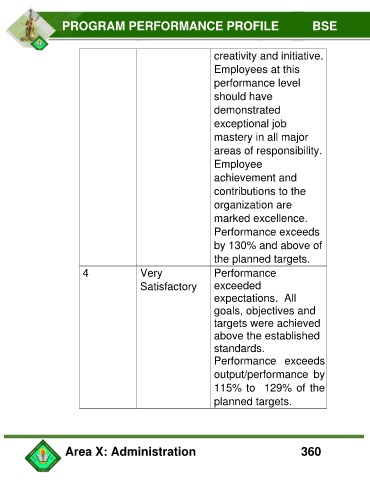 PROGRAM PERFORMANCE PROFILE BSE
creativity and initiative.
Employees at this
performance level
should have
demonstrated
exceptional job
mastery in all major
areas of responsibility.
Employee
achievement and
contributions to the
organization are
marked excellence.
Performance exceeds
by 130% and above of
the planned targets.
4 Very Performance
Satisfactory exceeded
expectations. All
goals, objectives and
targets were achieved
above the established
standards.
Performance exceeds
output/performance by
115% to 129% of the
planned targets.
Area X: Administration 360